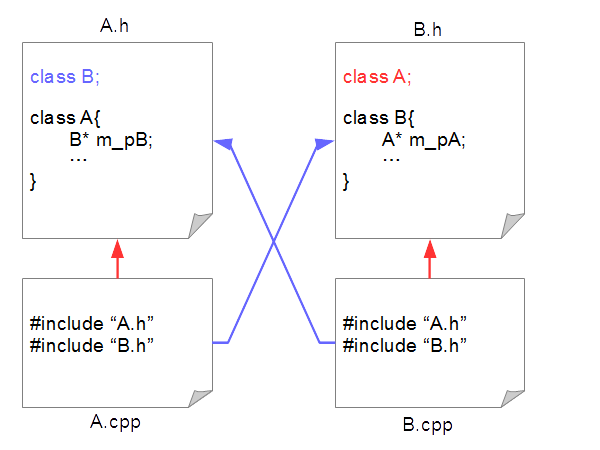 A.h
class B;
class A{
B* m_pB;
...
}
B.h
class A;
class B{
A* m_pA;
...
}
#include “A.h”
#include “B.h”
A.cpp
#include “A.h”
#include “B.h”
B.cpp